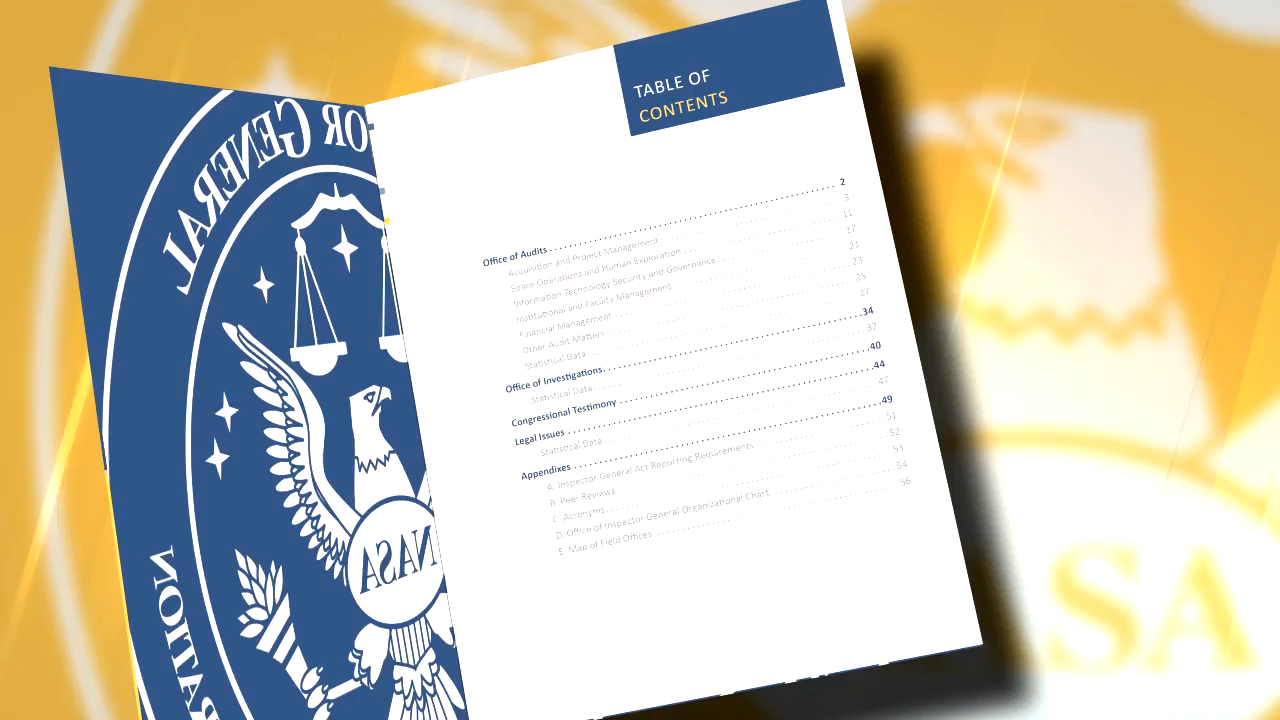 OR GENERAL
NASA
TABLE OF
CONTENTS
Office of Audits 2
Acquisition and Project Management 3
Space Operations and Human Exploration 11
Information Technology Security and Governance 17
Institutional and Facility Management 21
Financial Management 23
Other Audit Matters 25
Statistical Data 27
Office of Investigations 34
Statistical Data 37
Congressional Testimony 40
Legal Issues 44
Statistical Data 47
Appendixes 49
A. Inspector General Act Reporting Requirements 51
B. Peer Reviews 52
C. Acronyms 53
D. Office of Inspector General Organizational Chart 54
E. Map of Field Offices 56
SA